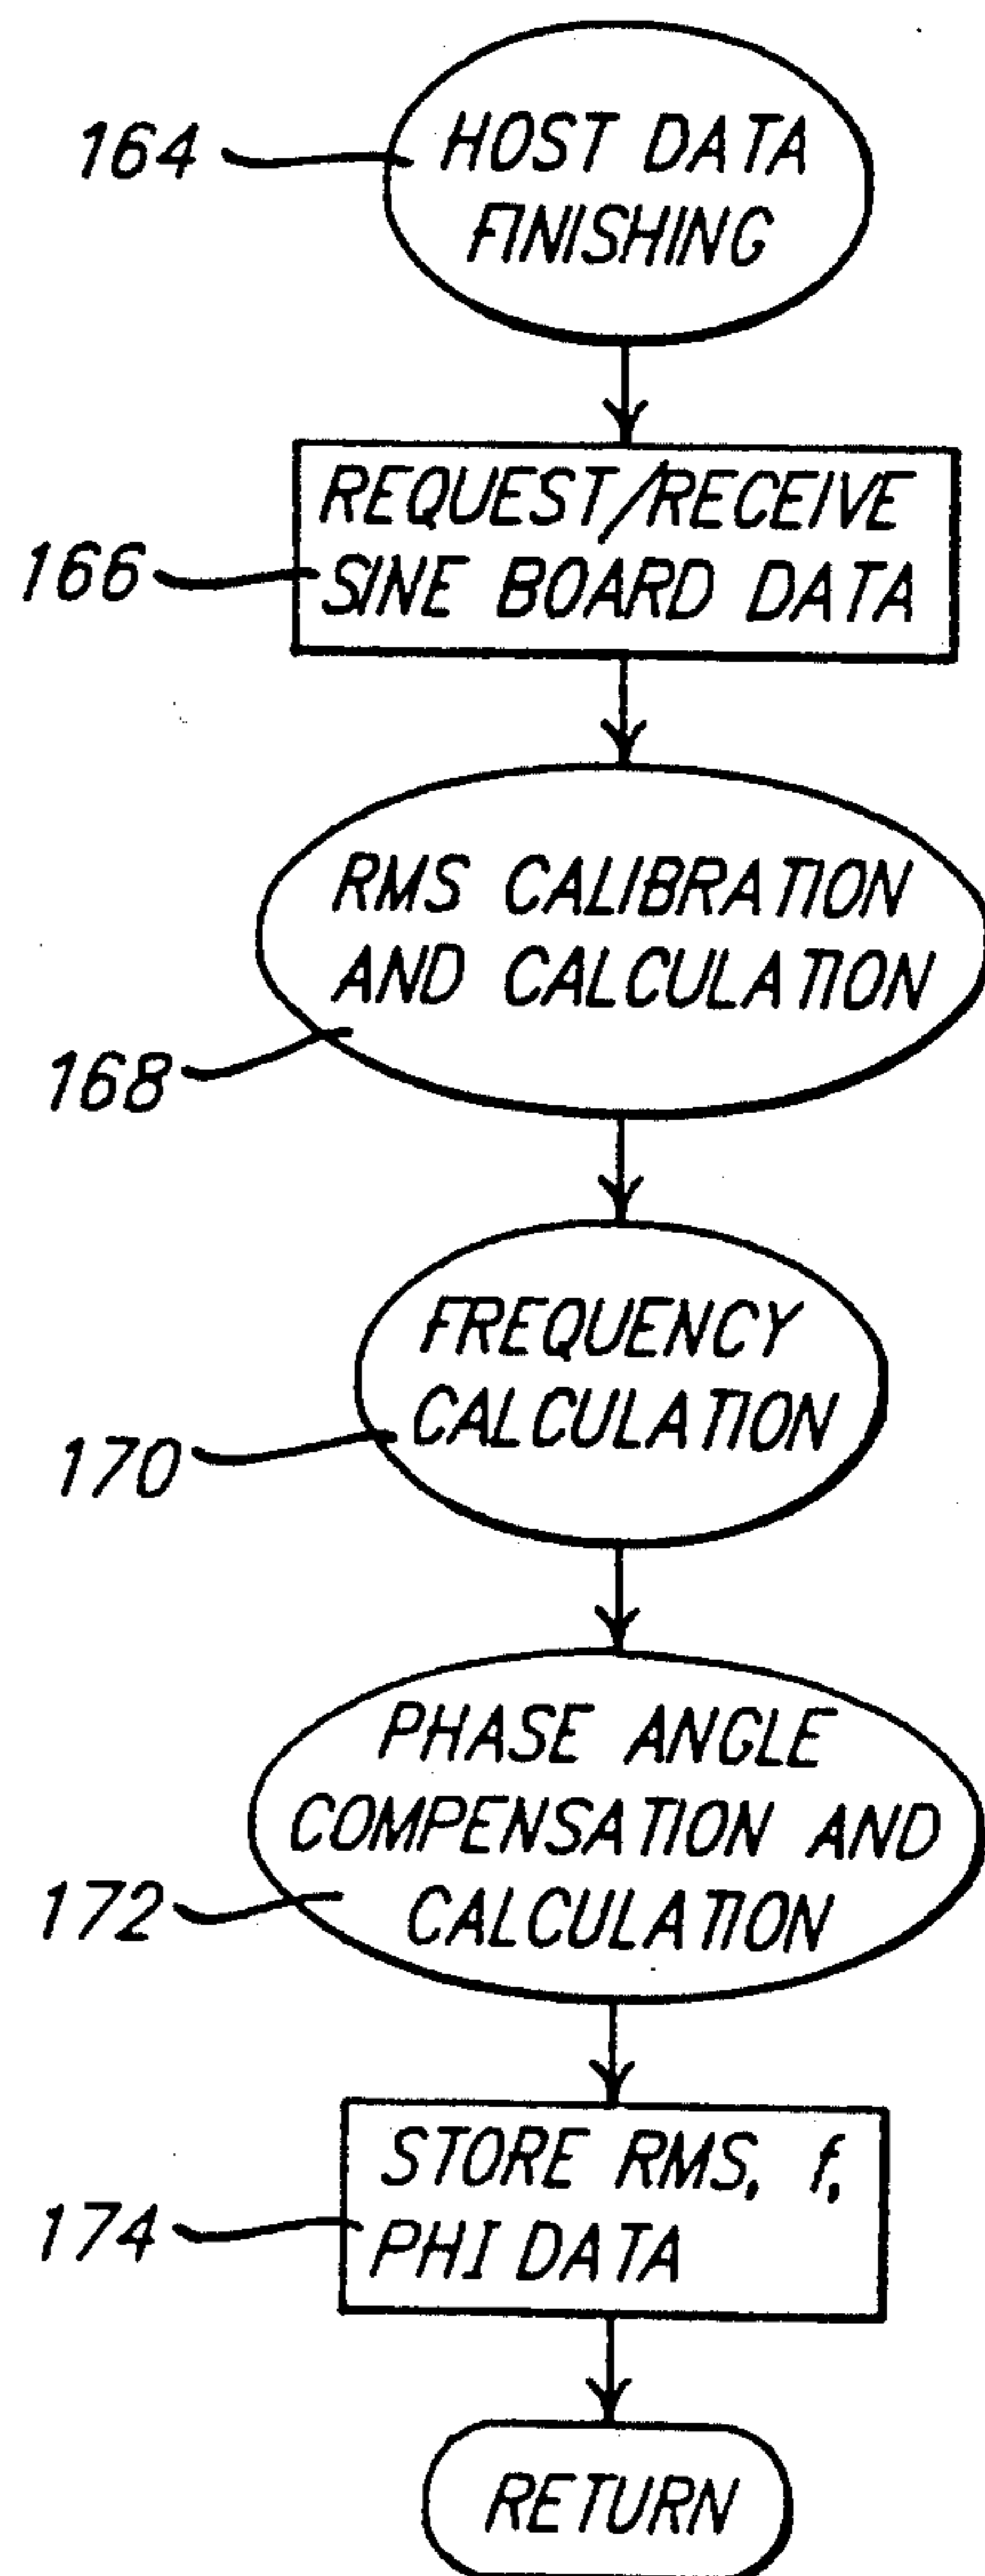 164
HOST DATA
FINISHING
REQUEST/RECEIVE
166
SINE BOARD DATA
RMS CALIBRATION
AND CALCULATION
168
FREQUENCY
CALCULATION
170
PHASE ANGLE
COMPENSATION AND
172
CALCULATION
STORE RMS, f,
174
PHI DATA
RETURN